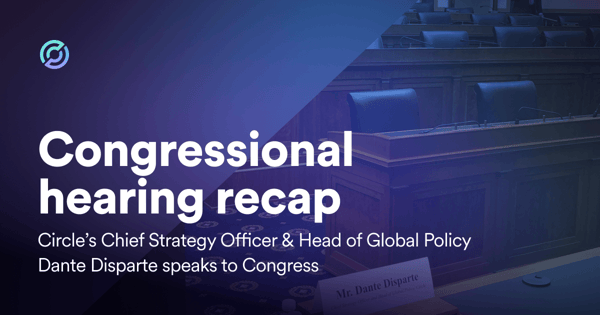 Congressional
hearing recap
Circle's Chief Strategy Officer & Head of Global Policy
Dante Disparte speaks to Congress
Mr. Dante Disparte